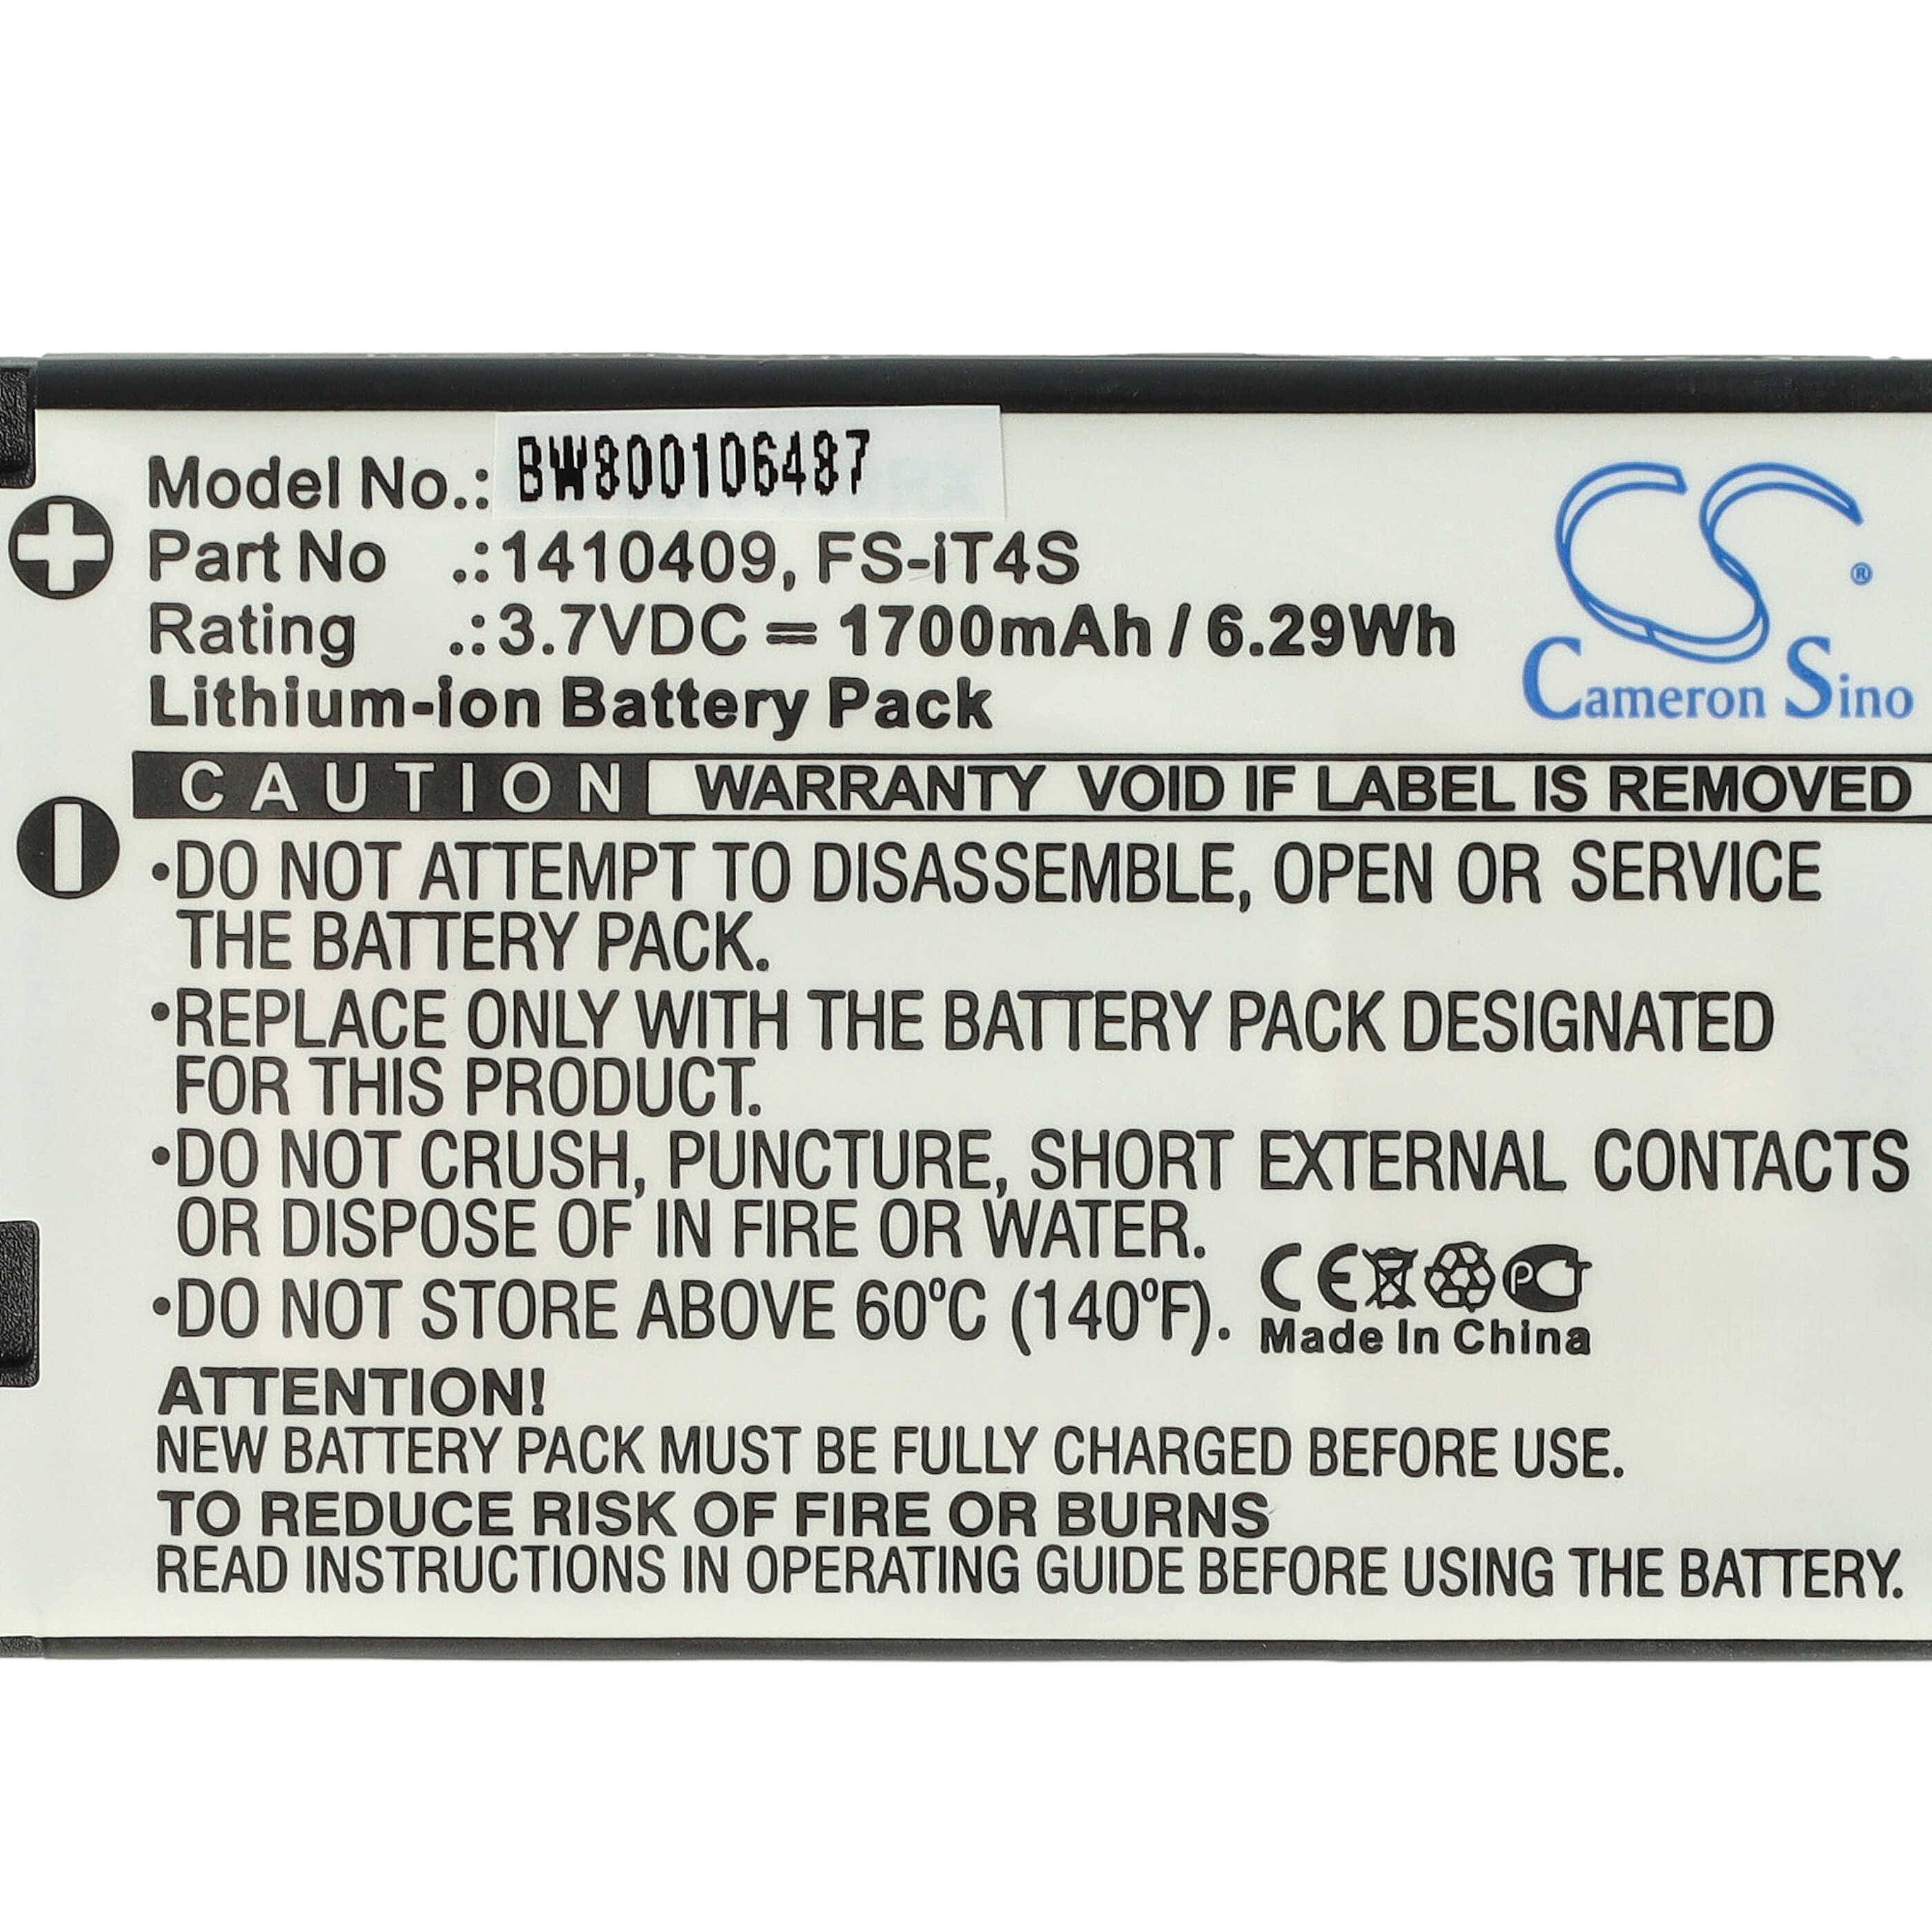 Model No.: BW800106487
Part No .:1410409, FS-iT4S
Rating .:3.7VDC = 1700mAh / 6.29Wh
Lithium-ion Battery Pack
CS ®
Cameron Sino
CAUTION WARRANTY VOID IF LABEL IS REMOVED
•DO NOT ATTEMPT TO DISASSEMBLE, OPEN OR SERVICE
THE BATTERY PACK.
•REPLACE ONLY WITH THE BATTERY PACK DESIGNATED
FOR THIS PRODUCT.
•DO NOT CRUSH, PUNCTURE, SHORT EXTERNAL CONTACTS
OR DISPOSE OF IN FIRE OR WATER.
•DO NOT STORE ABOVE 60°C (140°F).
CE PC
Made In China
ATTENTION!
NEW BATTERY PACK MUST BE FULLY CHARGED BEFORE USE.
TO REDUCE RISK OF FIRE OR BURNS
READ INSTRUCTIONS IN OPERATING GUIDE BEFORE USING THE BATTERY.